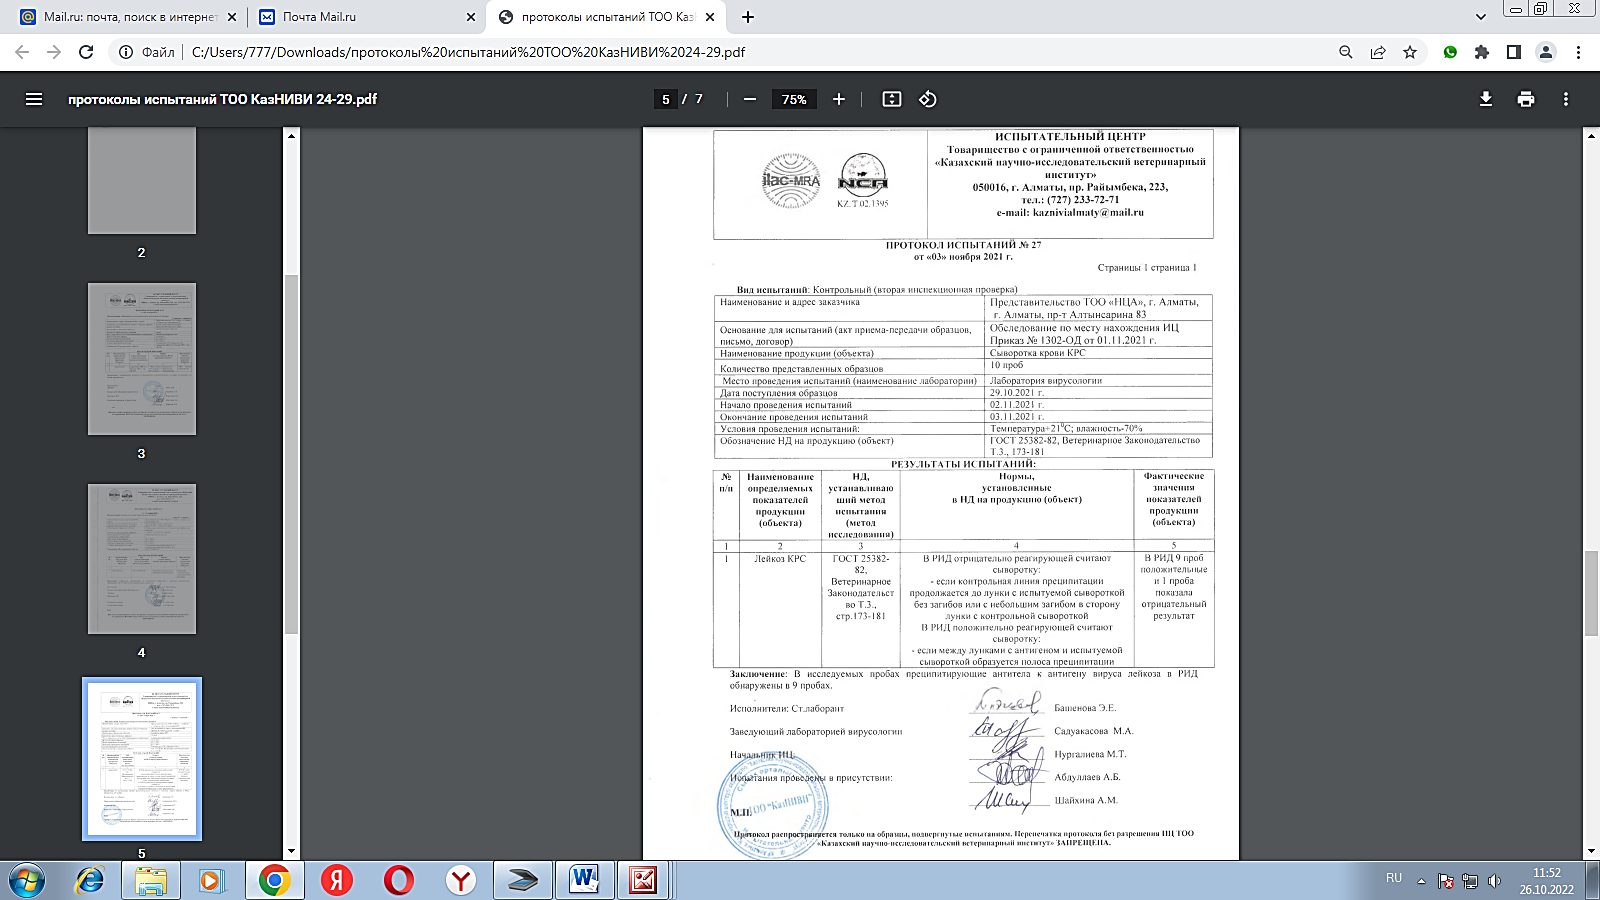 Mail.ru: почта, поиск в интернет
Почта Mail.ru
протоколы испытаний ТОО Каз
Файл
C:/Users/777/Downloads/протоколы%20испытаний%20ТОО%20КазНИВИ%2024-29.pdf
протоколы испытаний ТОО КазНИВИ 24-29.pdf
5 / 7
75%
2
3
4
5
ilac-MRA
NCA
KZ.T.02.1395
ИСПЫТАТЕЛЬНЫЙ ЦЕНТР
Товарищество с ограниченной ответственностью
«Казахский научно-исследовательский ветеринарный
институт»
050016, г. Алматы, пр. Райымбека, 223,
тел.: (727) 233-72-71
e-mail: kaznivialmaty@mail.ru
ПРОТОКОЛ ИСПЫТАНИЙ № 27
от «03» ноября 2021 г.
Страницы 1 страница 1
Вид испытаний: Контрольный (вторая инспекционная проверка)
Наименование и адрес заказчика
Представительство ТОО «НЦА», г. Алматы,
г. Алматы, пр-т Алтынсарина 83
Основание для испытаний (акт приема-передачи образцов,
письмо, договор)
Обследование по месту нахождения ИЦ
Приказ № 1302-ОД от 01.11.2021 г.
Наименование продукции (объекта)
Сыворотка крови КРС
Количество представленных образцов
10 проб
Место проведения испытаний (наименование лаборатории)
Лаборатория вирусологии
Дата поступления образцов
29.10.2021 г.
Начало проведения испытаний
02.11.2021 г.
Окончание проведения испытаний
03.11.2021 г.
Условия проведения испытаний:
Температура+21⁰С; влажность-70%
Обозначение НД на продукцию (объект)
ГОСТ 25382-82, Ветеринарное Законодательство
Т.3., 173-181
РЕЗУЛЬТАТЫ ИСПЫТАНИЙ:
№
п/п
Наименование
определяемых
показателей
продукции
(объекта)
НД,
устанавливаю
ший метод
испытания
(метод
исследования)
Нормы,
установленные
в НД на продукцию (объект)
Фактические
значения
показателей
продукции
(объекта)
1
2
3
4
5
1
Лейкоз КРС
ГОСТ 25382-
82,
Ветеринарное
Законодательст
во Т.3.,
стр.173-181
В РИД отрицательно реагирующей считают
сыворотку:
- если контрольная линия преципитации
продолжается до лунки с испытуемой сывороткой
без загибов или с небольшим загибом в сторону
лунки с контрольной сывороткой
В РИД положительно реагирующей считают
сыворотку:
- если между лунками с антигеном и испытуемой
сывороткой образуется полоса преципитации
В РИД 9 проб
положительные
и 1 проба
показала
отрицательный
результат
Заключение: В исследуемых пробах преципитирующие антитела к антигену вируса лейкоза в РИД
обнаружены в 9 пробах.
Исполнители: Ст.лаборант
Башенова Э.Е.
Заведующий лабораторией вирусологии
Садуакасова М.А.
Начальник ИЦ:
Нургалиева М.Т.
Испытания проведены в присутствии:
Абдуллаев А.Б.
Шайхина А.М.
М.П.
ТОО "КазНИВИ"
Протокол распространяется только на образцы, подвергнутые испытаниям. Перепечатка протокола без разрешения ИЦ ТОО
«Казахский научно-исследовательский ветеринарный институт» ЗАПРЕЩЕНА.
RU
11:52
26.10.2022